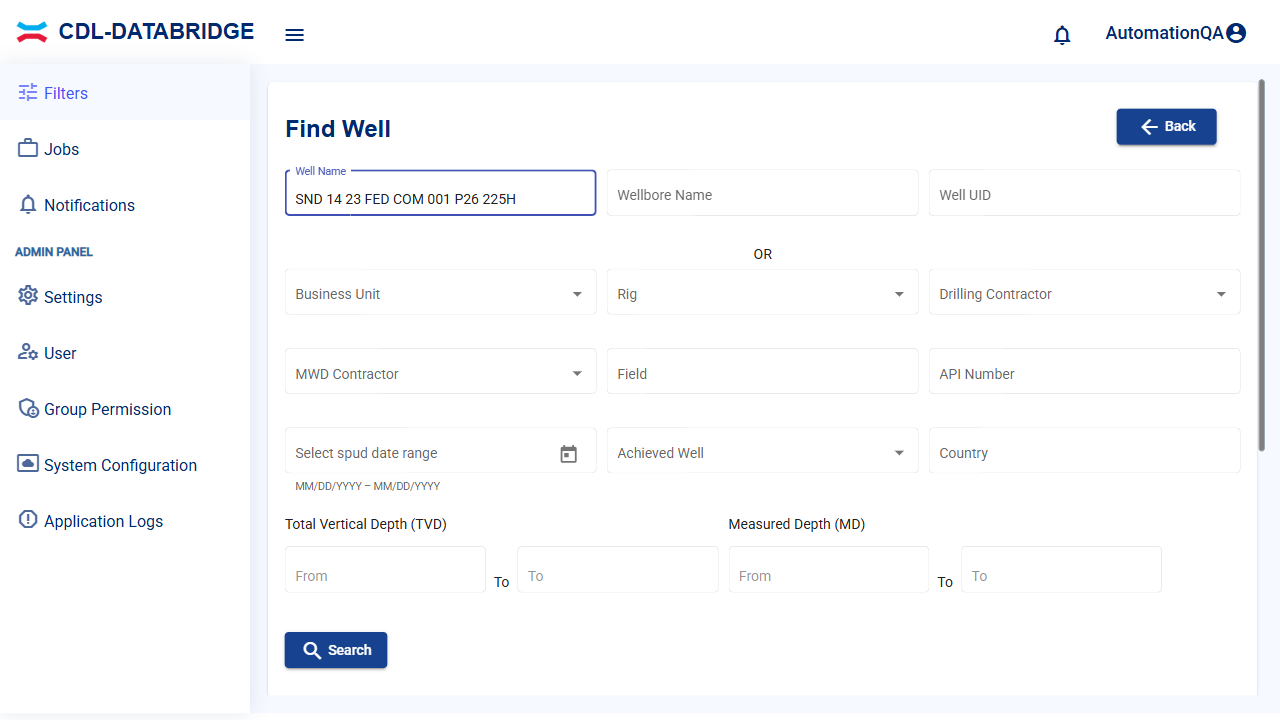 CDL-DATABRIDGE
AutomationQA
Filters
Jobs
Notifications
ADMIN PANEL
Settings
User
Group Permission
System Configuration
Application Logs
Find Well
Back
Well Name
SND 14 23 FED COM 001 P26 225H
Wellbore Name
Well UID
OR
Business Unit
Rig
Drilling Contractor
MWD Contractor
Field
API Number
Select spud date range
Achieved Well
Country
MM/DD/YYYY – MM/DD/YYYY
Total Vertical Depth (TVD)
Measured Depth (MD)
From
To
To
From
To
To
Search